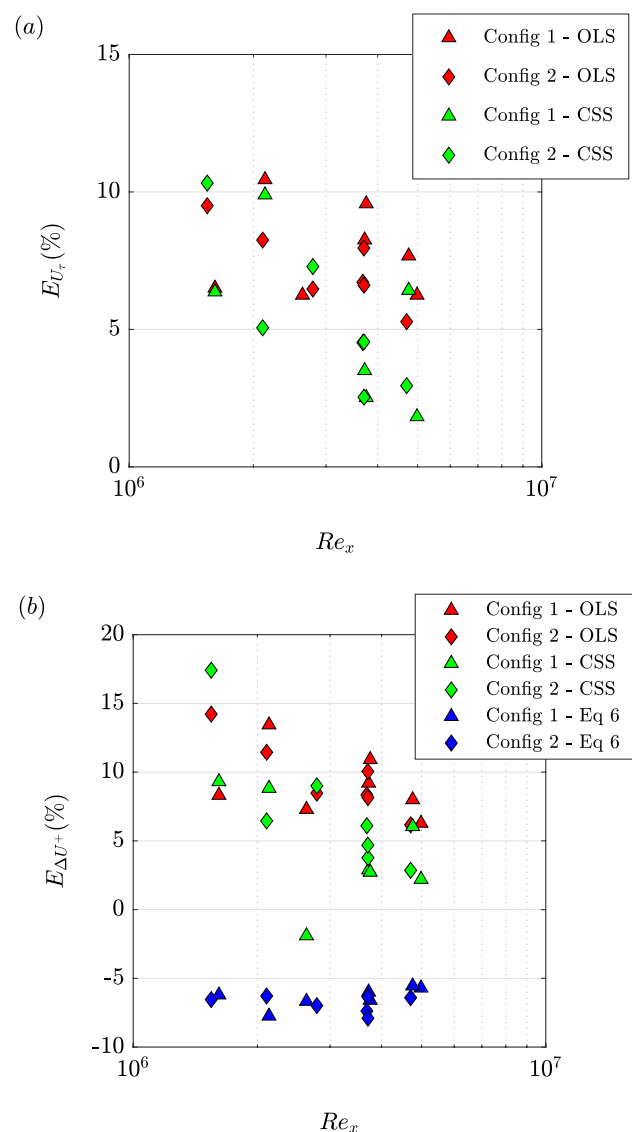 (a)
15
10
5
0
E_{U_τ}(%)
10^6
10^7
Re_x
Config 1 - OLS
Config 2 - OLS
Config 1 - CSS
Config 2 - CSS
(b)
20
15
10
5
0
-5
-10
E_{ΔU^+}(%)
10^6
10^7
Re_x
Config 1 - OLS
Config 2 - OLS
Config 1 - CSS
Config 2 - CSS
Config 1 - Eq 6
Config 2 - Eq 6